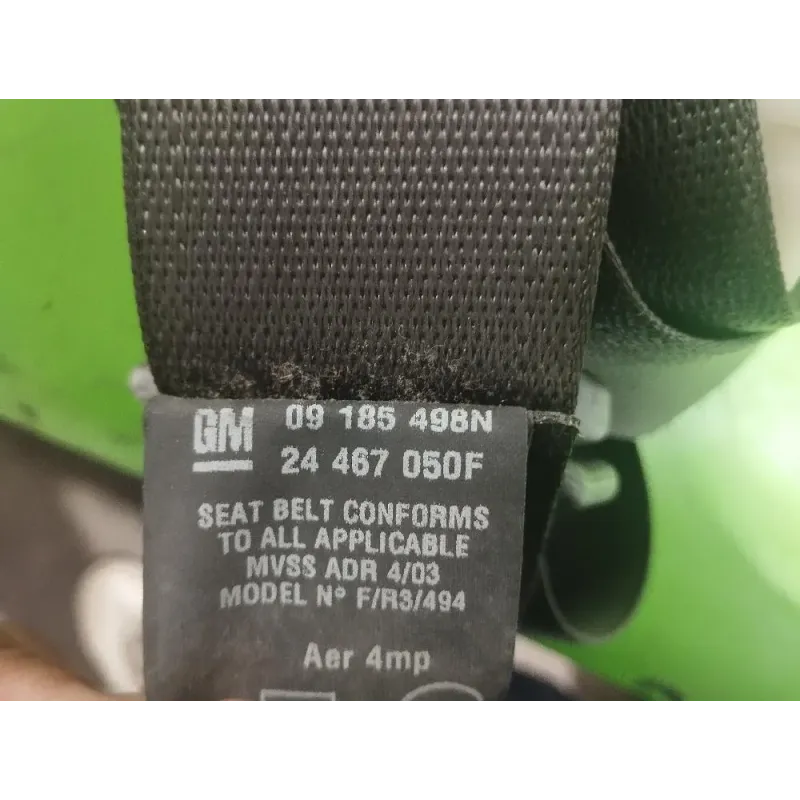 GM 09 185 498N
24 467 050F
SEAT BELT CONFORMS
TO ALL APPLICABLE
MVSS ADR 4/03
MODEL Nº F/R3/494
Aer 4mp